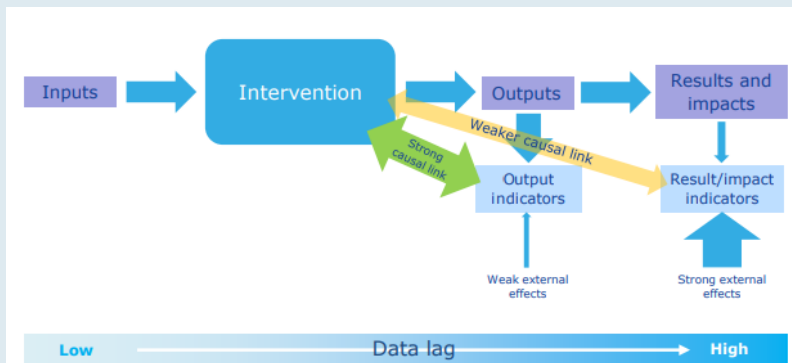 Inputs
Intervention
Outputs
Results and
impacts
Weaker causal link
Strong
causal link
Output
indicators
Result/impact
indicators
Weak external
effects
Strong external
effects
Low
Data lag
High